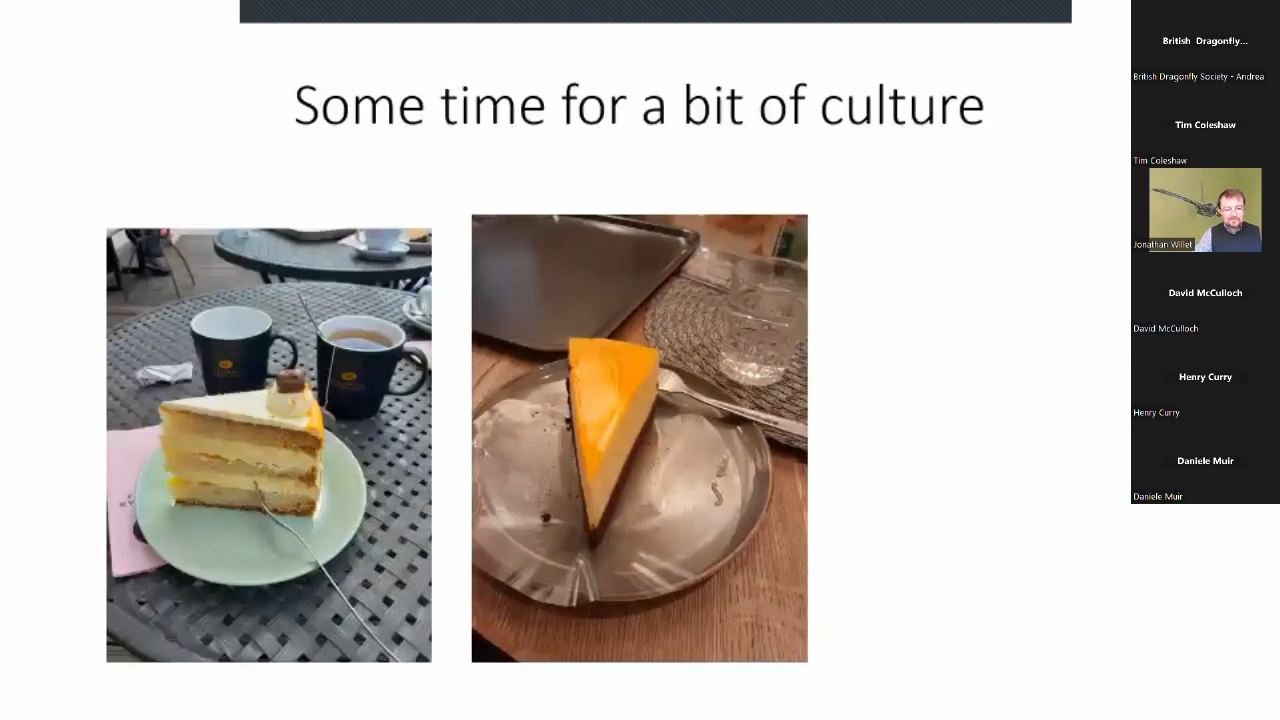 Some time for a bit of culture
British Dragonfly...
British Dragonfly Society - Andrea
Tim Coleshaw
Tim Coleshaw
Jonathan Willet
David McCulloch
David McCulloch
Henry Curry
Henry Curry
Daniele Muir
Daniele Muir